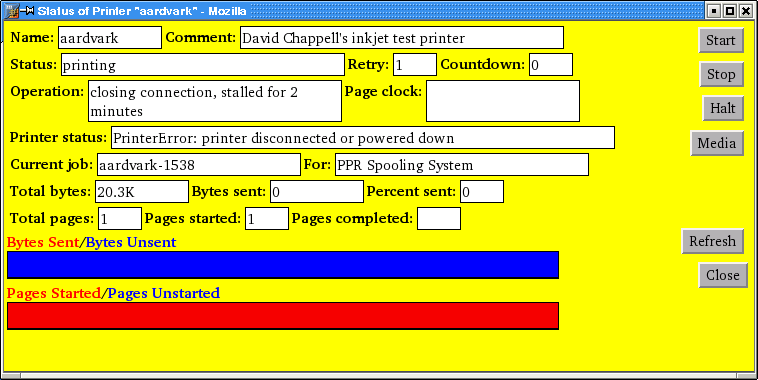 Status of Printer "aardvark" - Mozilla
Name: aardvark Comment: David Chappell's inkjet test printer
Start
Status: printing Retry: 1 Countdown: 0
Stop
Operation: closing connection, stalled for 2 minutes Page clock:
Halt
Printer status: PrinterError: printer disconnected or powered down
Media
Current job: aardvark-1538 For: PPR Spooling System
Total bytes: 20.3K Bytes sent: 0 Percent sent: 0
Total pages: 1 Pages started: 1 Pages completed:
Bytes Sent/Bytes Unsent
Refresh
Close
Pages Started/Pages Unstarted